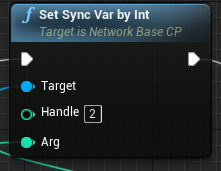 f Set Sync Var by Int
Target is Network Base CP
Target
Handle 2
Arg